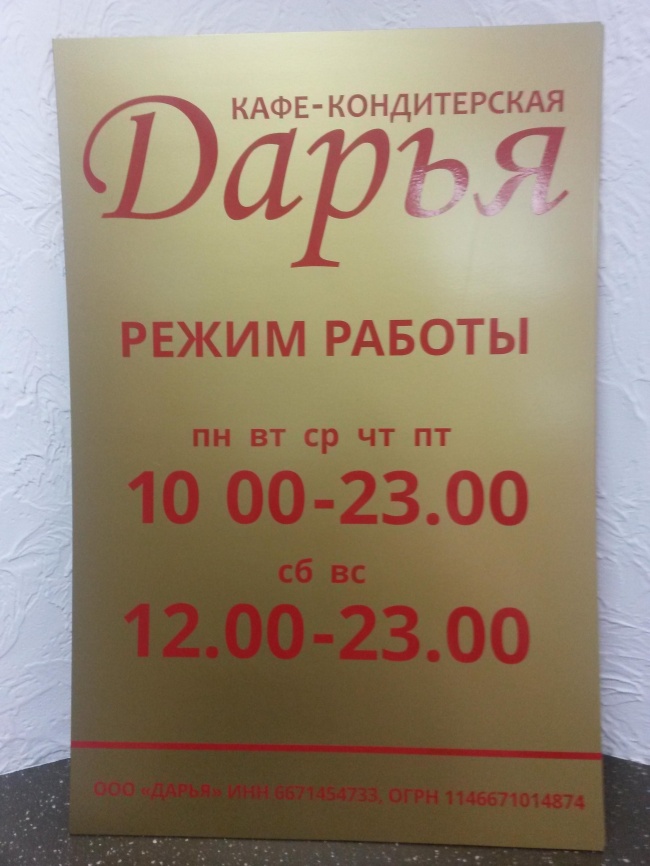 КАФЕ-КОНДИТЕРСКАЯ
Дарья
РЕЖИМ РАБОТЫ
пн вт ср чт пт
10 00-23.00
сб вс
12.00-23.00
ООО «ДАРЬЯ» ИНН 6671454733, ОГРН 1146671014874